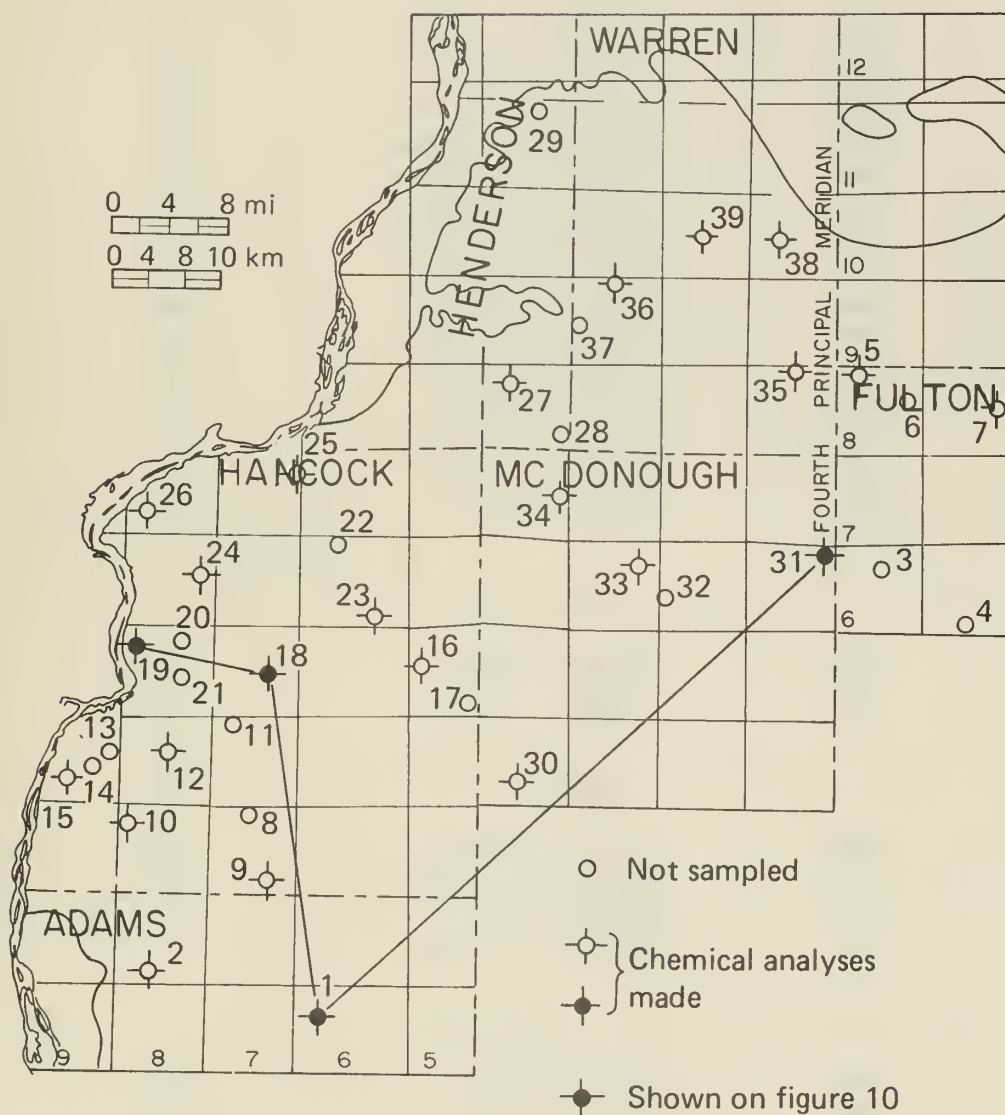 WARREN
12
HENDERSON
29
0 4 8 mi
0 4 8 10 km
11
MERIDIAN
39
38
10
36
37
PRINCIPAL
9
5
35
27
FULTON
6
7
28
8
25
HANCOCK
MC DONOUGH
FOURTH
26
34
22
7
24
33
32
31
3
23
4
20
6
19
18
16
21
17
13
11
12
14
30
15
10
8
9
Not sampled
ADAMS
2
Chemical analyses
made
1
9 8 7 6 5
Shown on figure 10